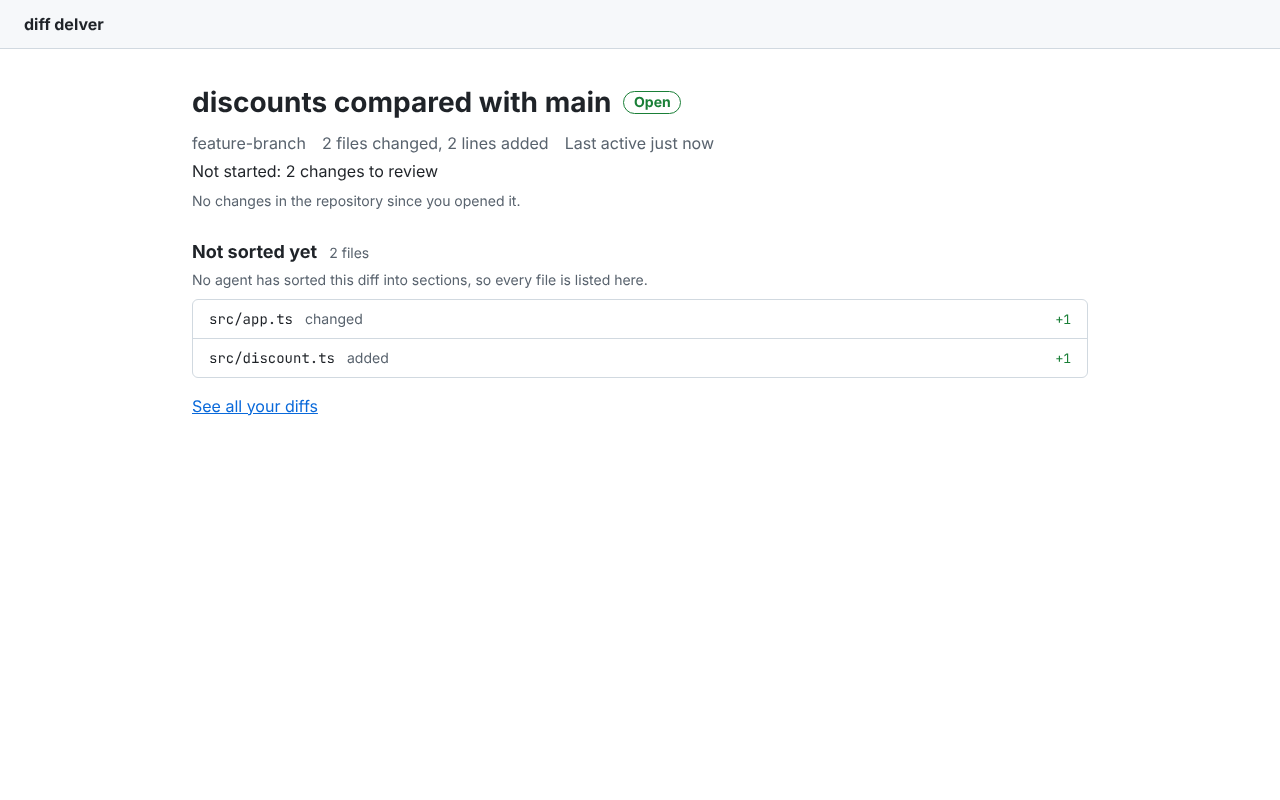 diff delver
discounts compared with main Open
feature-branch 2 files changed, 2 lines added Last active just now
Not started: 2 changes to review
No changes in the repository since you opened it.
Not sorted yet 2 files
No agent has sorted this diff into sections, so every file is listed here.
src/app.ts changed +1
src/discount.ts added +1
See all your diffs